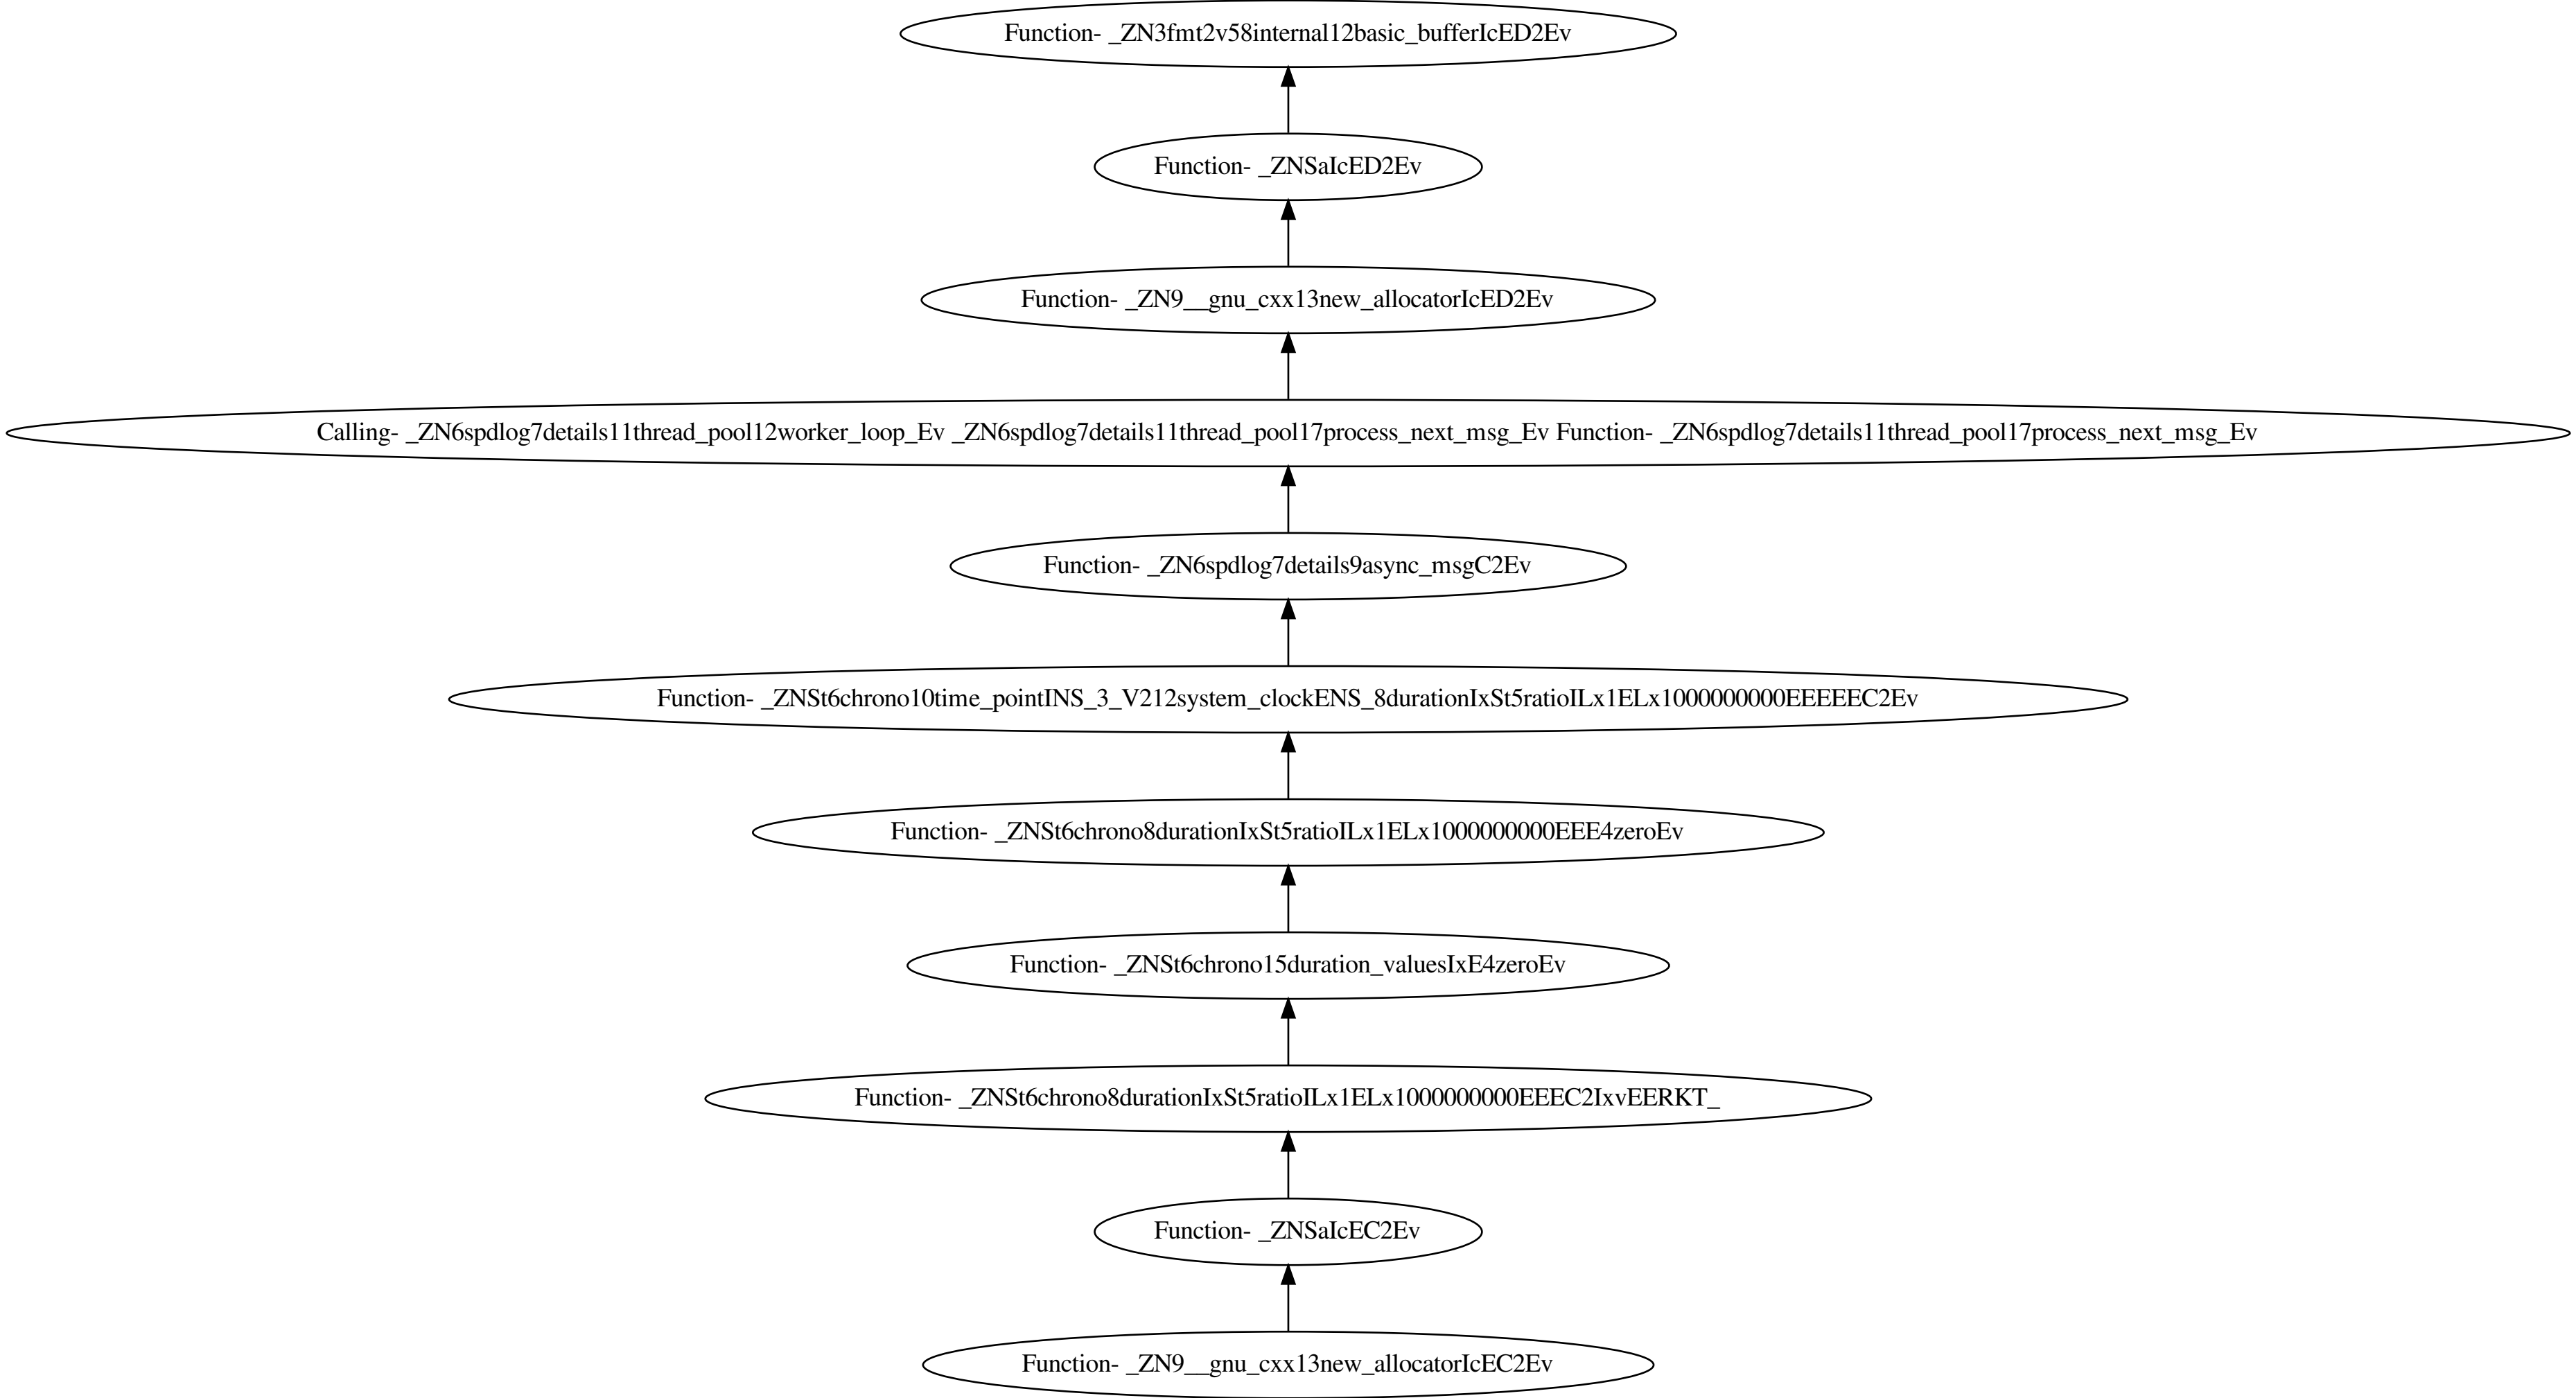 Function- _ZN3fmt2v58internal12basic_bufferIcED2Ev
Function- _ZNSaIcED2Ev
Function- _ZN9__gnu_cxx13new_allocatorIcED2Ev
Calling- _ZN6spdlog7details11thread_pool12worker_loop_Ev _ZN6spdlog7details11thread_pool17process_next_msg_Ev Function- _ZN6spdlog7details11thread_pool17process_next_msg_Ev
Function- _ZN6spdlog7details9async_msgC2Ev
Function- _ZNSt6chrono10time_pointINS_3_V212system_clockENS_8durationIxSt5ratioILx1ELx1000000000EEEEEC2Ev
Function- _ZNSt6chrono8durationIxSt5ratioILx1ELx1000000000EEE4zeroEv
Function- _ZNSt6chrono15duration_valuesIxE4zeroEv
Function- _ZNSt6chrono8durationIxSt5ratioILx1ELx1000000000EEEC2IxvEERKT_
Function- _ZNSaIcEC2Ev
Function- _ZN9__gnu_cxx13new_allocatorIcEC2Ev